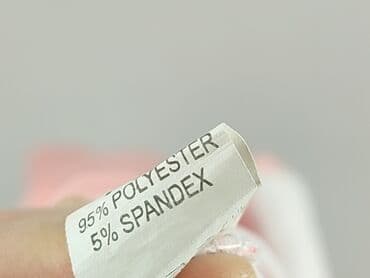 95% POLYESTER
5% SPANDEX